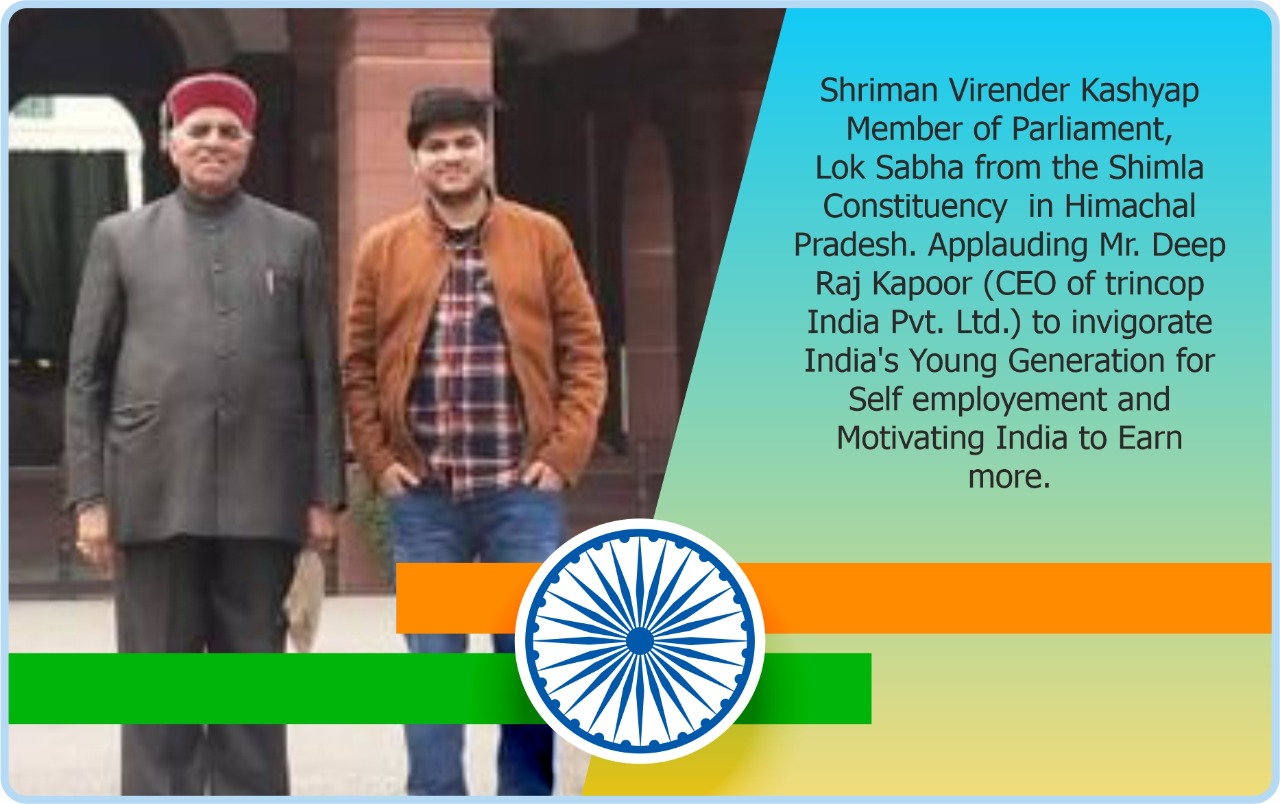 Shriman Virender Kashyap
Member of Parliament,
Lok Sabha from the Shimla
Constituency  in Himachal
Pradesh. Applauding Mr. Deep
Raj Kapoor (CEO of trincop
India Pvt. Ltd.) to invigorate
India's Young Generation for
Self employement and
Motivating India to Earn
more.